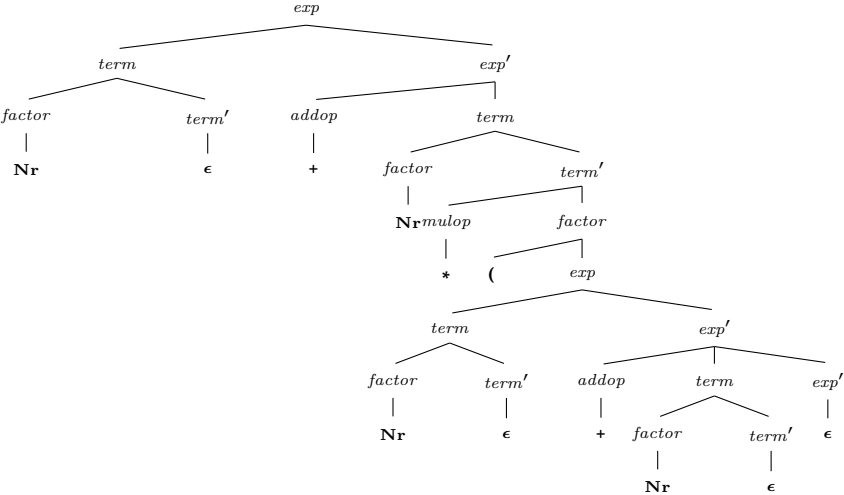 exp
term exp′
factor term′ addop term
Nr ϵ + factor term′
Nr mulop factor
* ( exp
term exp′
factor term′ addop term exp′
Nr ϵ + factor term′ ϵ
Nr ϵ